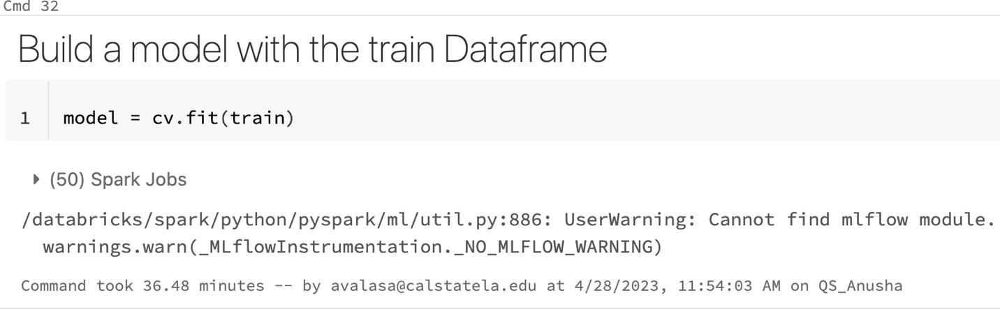 Cmd 32
Build a model with the train Dataframe
1 model = cv.fit(train)
(50) Spark Jobs
/databricks/spark/python/pyspark/ml/util.py:886: UserWarning: Cannot find mlflow module.
warnings.warn(_MLflowInstrumentation._NO_MLFLOW_WARNING)
Command took 36.48 minutes -- by avalasa@calstatela.edu at 4/28/2023, 11:54:03 AM on QS_Anusha